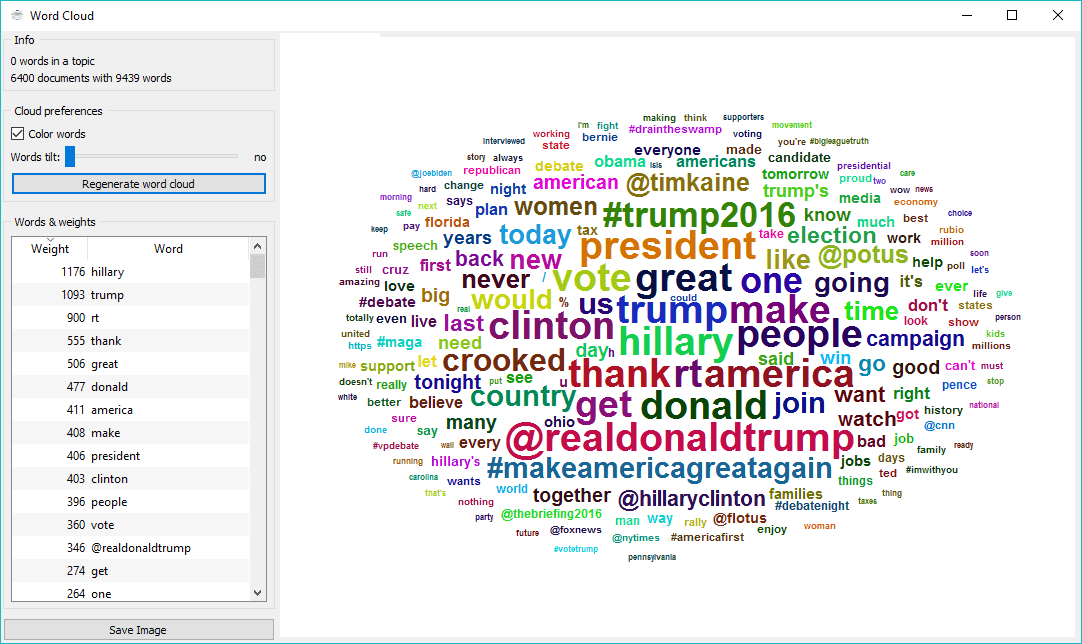 Word Cloud
Info
0 words in a topic
6400 documents with 9439 words
Cloud preferences
Color words
Words tilt: no
Regenerate word cloud
Words & weights
Weight Word
1176 hillary
1093 trump
900 rt
555 thank
506 great
477 donald
411 america
408 make
406 president
403 clinton
396 people
360 vote
346 @realdonaldtrump
274 get
264 one
Save Image
making think supporters
I'm fight #draintheswamp voting movement
working bernie
interviewed state everyone made you're #bigleaguetruth
story always debate obama isis americans candidate
@joebiden republican tomorrow presidential
hard change night american @timkaine trump's proud two care
morning says wow news
next plan women #trump2016 know media economy
safe florida much best choice
keep pay years today tax president take election work rubio
speech million
run first back new like @potus help poll soon
still cruz let's
amazing love never / vote great one going it's ever life give
#debate big real would % us could trump make time don't states
totally even live last clinton look show person
united #maga need hillary people campaign kids
https day h millions
mike support let crooked said win go good can't must
doesn't really tonight put see u thank rt america want right pence stop
white better believe country get donald join history national
sure many ohio watch got @cnn
done say
#vpdebate wall every @realdonaldtrump bad job family ready
running hillary's #makeamericagreatagain jobs days #imwithyou
carolina wants ted
that's world together @hillaryclinton families things thing
nothing #debatenight taxes
party @thebriefing2016 man way rally @flotus woman
future @foxnews @nytimes #americafirst enjoy
#votetrump pennsylvania